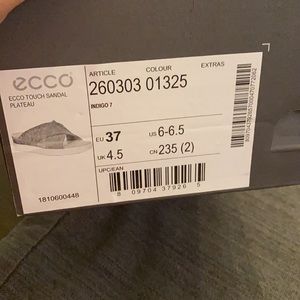 ecco
ARTICLE COLOUR EXTRAS
260303 01325
ECCO TOUCH SANDAL
PLATEAU
INDIGO 7
EU 37 US 6-6.5
UK 4.5 CN 235 (2)
UPC/EAN
8 09704 37926 5
1810600448